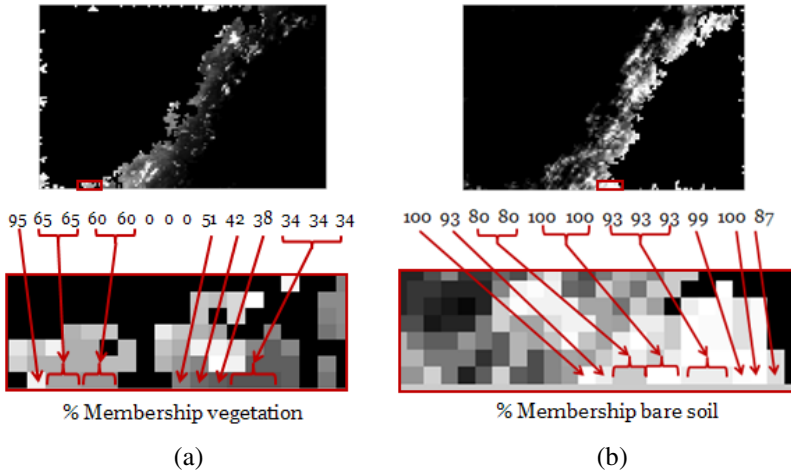 95 65 65 60 60 0 0 0 51 42 38 34 34 34
100 93 80 80 100 100 93 93 93 99 100 87
% Membership vegetation
% Membership bare soil
(a)
(b)